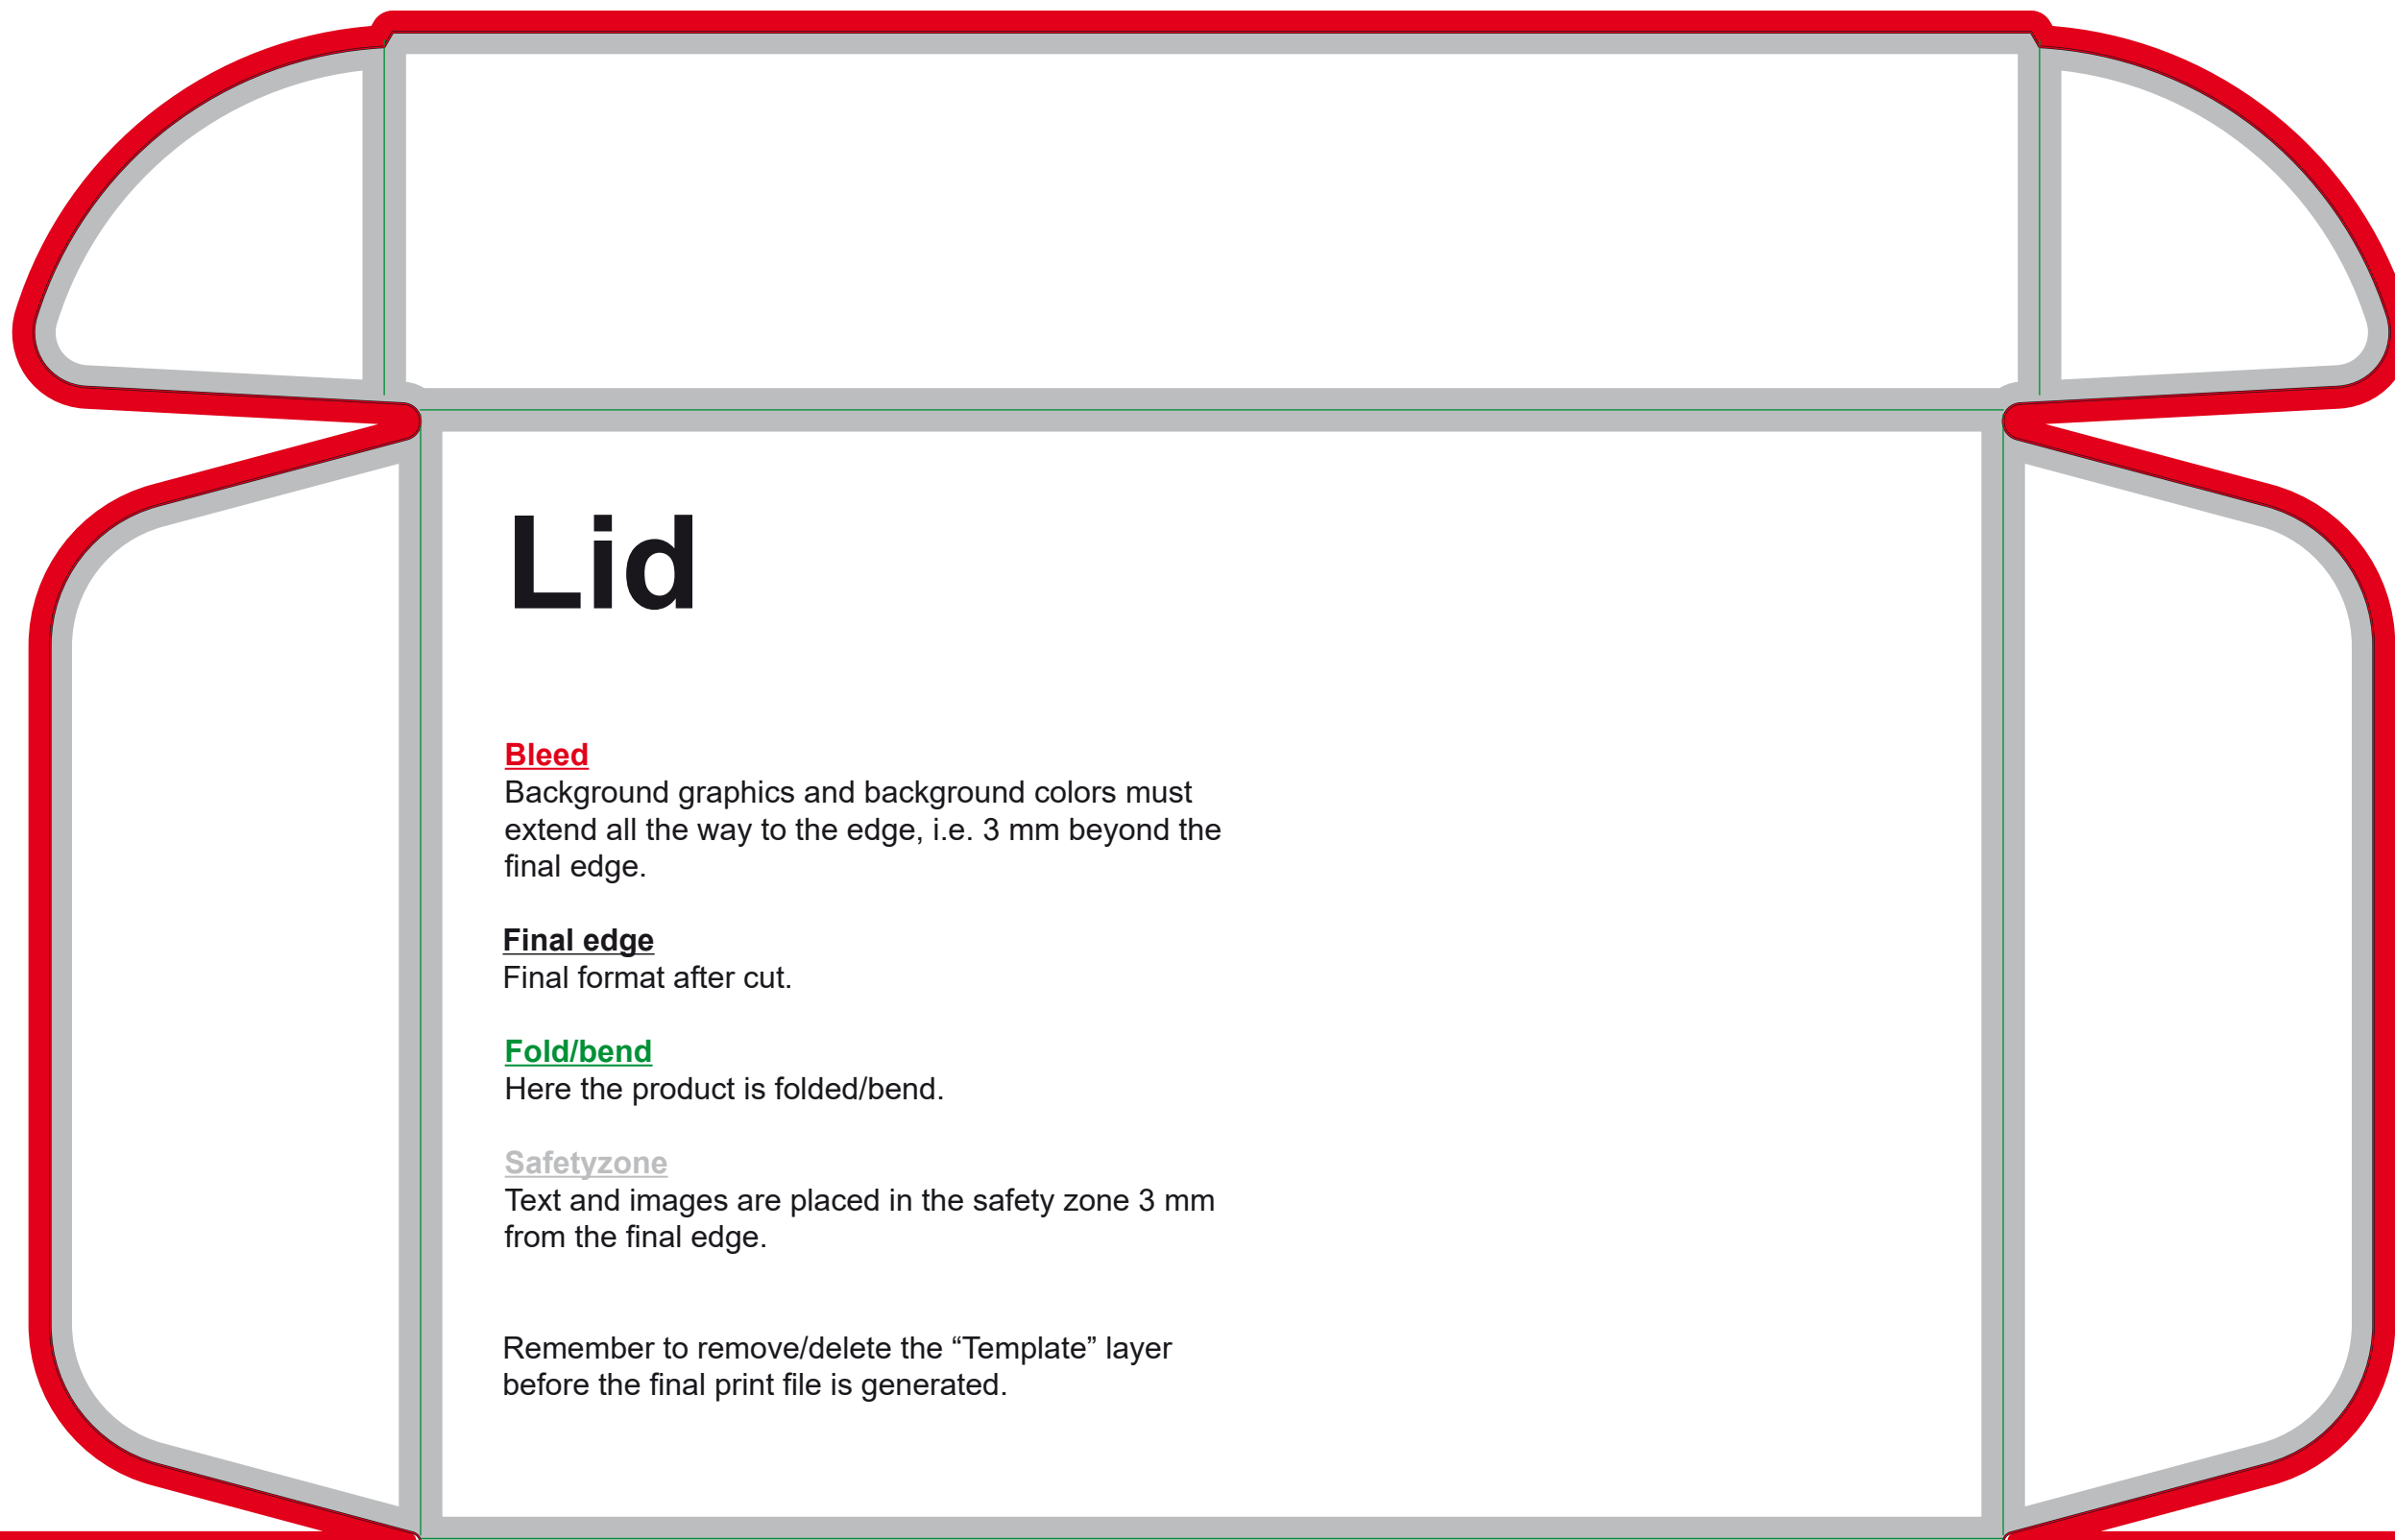 Lid
Bleed
Background graphics and background colors must
extend all the way to the edge, i.e. 3 mm beyond the
final edge.
Final edge
Final format after cut.
Fold/bend
Here the product is folded/bend.
Safetyzone
Text and images are placed in the safety zone 3 mm
from the final edge.
Remember to remove/delete the “Template” layer
before the final print file is generated.